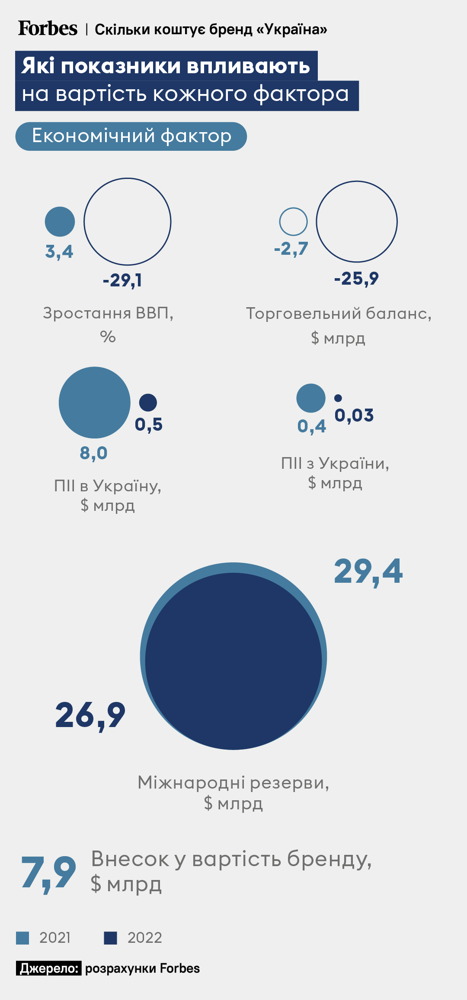 Forbes | Скільки коштує бренд «Україна»
Які показники впливають
на вартість кожного фактора
Економічний фактор
3,4
-29,1
Зростання ВВП,
%
-2,7
-25,9
Торговельний баланс,
$ млрд
8,0
0,5
ПІІ в Україну,
$ млрд
0,4
0,03
ПІІ з України,
$ млрд
29,4
26,9
Міжнародні резерви,
$ млрд
7,9
Внесок у вартість бренду,
$ млрд
2021
2022
Джерело: розрахунки Forbes